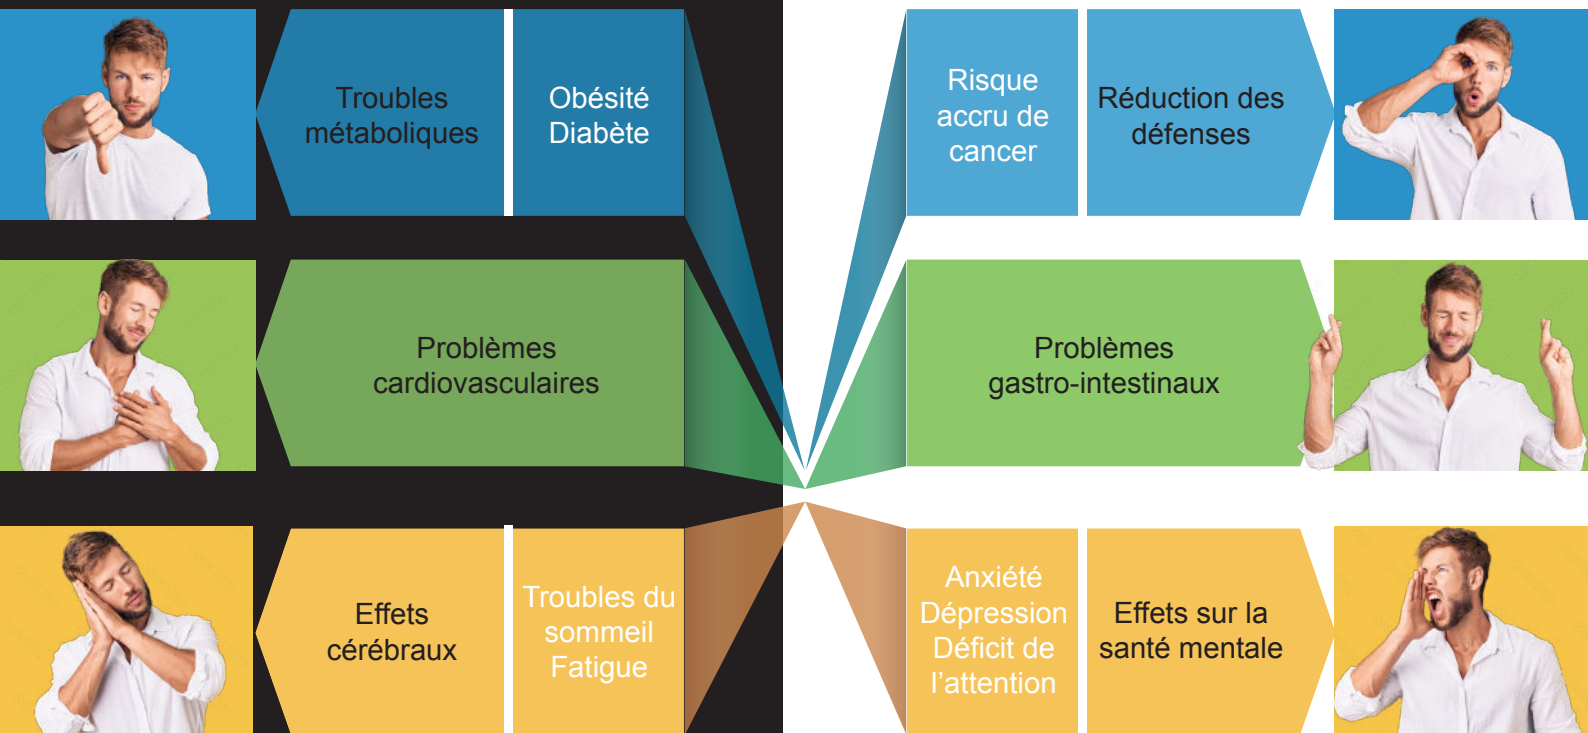 Troubles
métaboliques
Obésité
Diabète
Risque
accru de
cancer
Réduction des
défenses
Problèmes
cardiovasculaires
Problèmes
gastro-intestinaux
Effets
cérébraux
Troubles du
sommeil
Fatigue
Anxiété
Dépression
Déficit de
l’attention
Effets sur la
santé mentale